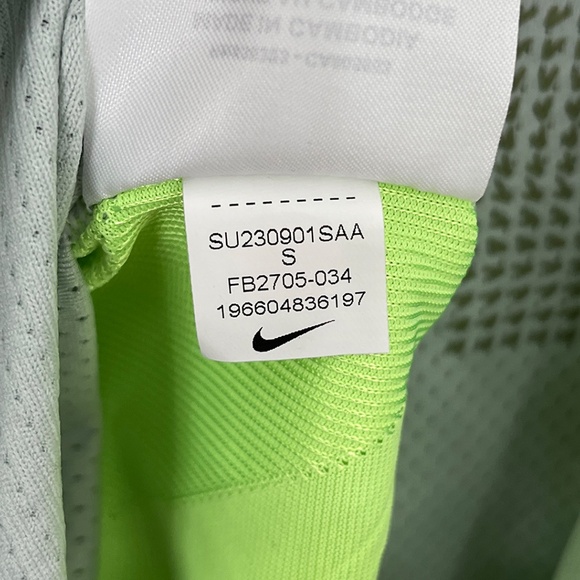 MADE IN CAMBODIA
SU230901SAA
S
FB2705-034
196604836197